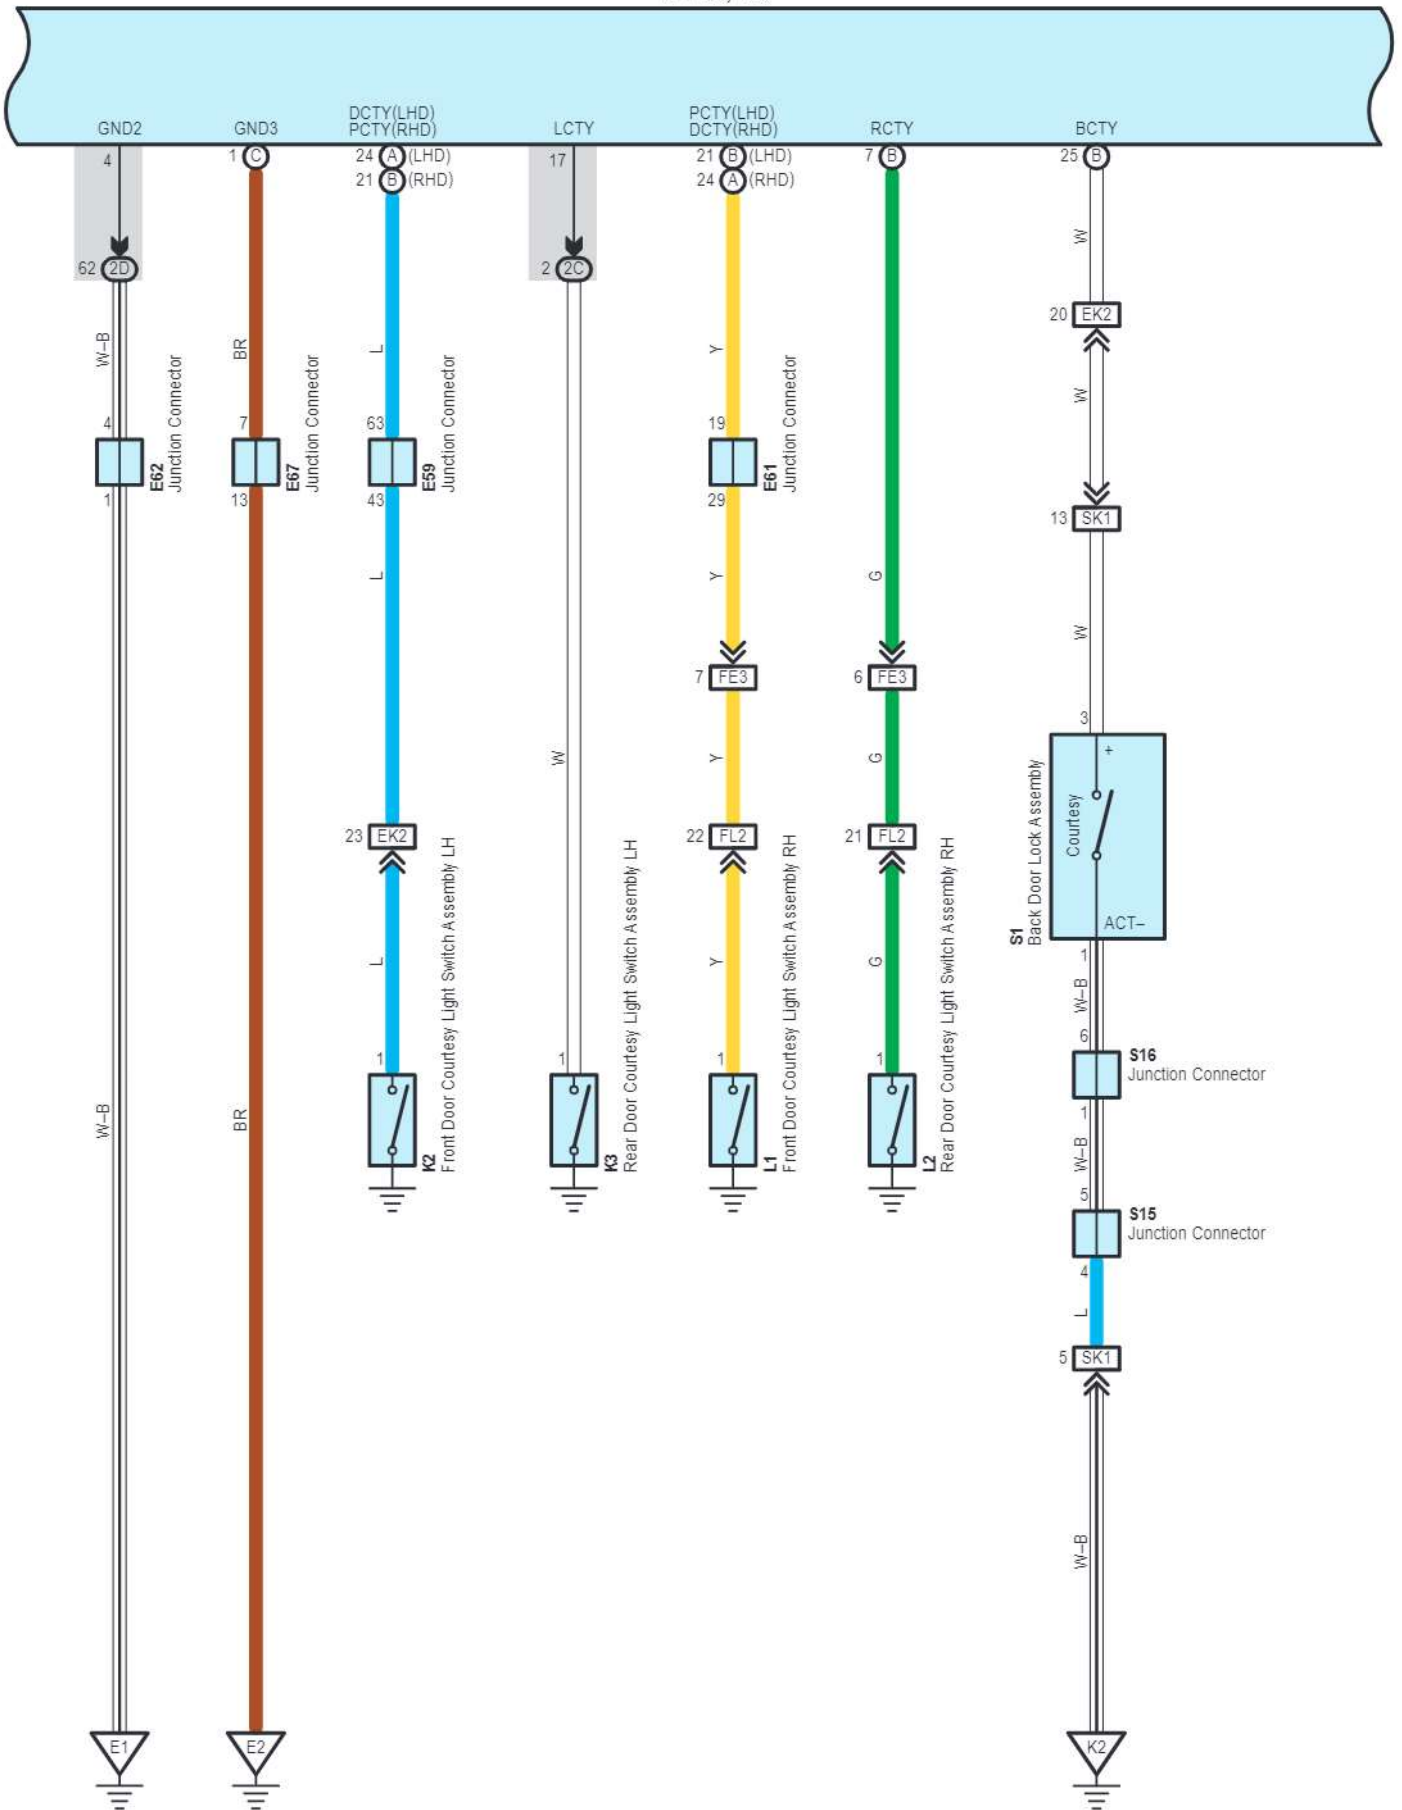 DCTY(LHD)
PCTY(LHD)
GND2
GND3
PCTY(RHD)
LCTY
DCTY(RHD)
RCTY
BCTY
4
1 C
24 A (LHD)
17
21 B (LHD)
7 B
25 B
21 B (RHD)
24 A (RHD)
W
62 2D
2 2C
20 EK2
W–B
BR
L
Y
W
4
7
63
19
E62
Junction Connector
E67
Junction Connector
E59
Junction Connector
E61
Junction Connector
1
13
43
29
13 SK1
L
Y
G
W
7 FE3
6 FE3
3
W
Y
G
+
Courtesy
S1
Back Door Lock Assembly
ACT–
23 EK2
22 FL2
21 FL2
L
Y
G
1
W–B
6
1
1
1
1
S16
Junction Connector
K2
Front Door Courtesy Light Switch Assembly LH
K3
Rear Door Courtesy Light Switch Assembly LH
L1
Front Door Courtesy Light Switch Assembly RH
L2
Rear Door Courtesy Light Switch Assembly RH
W–B
BR
1
W–B
5
S15
Junction Connector
4
L
5 SK1
W–B
E1
E2
K2